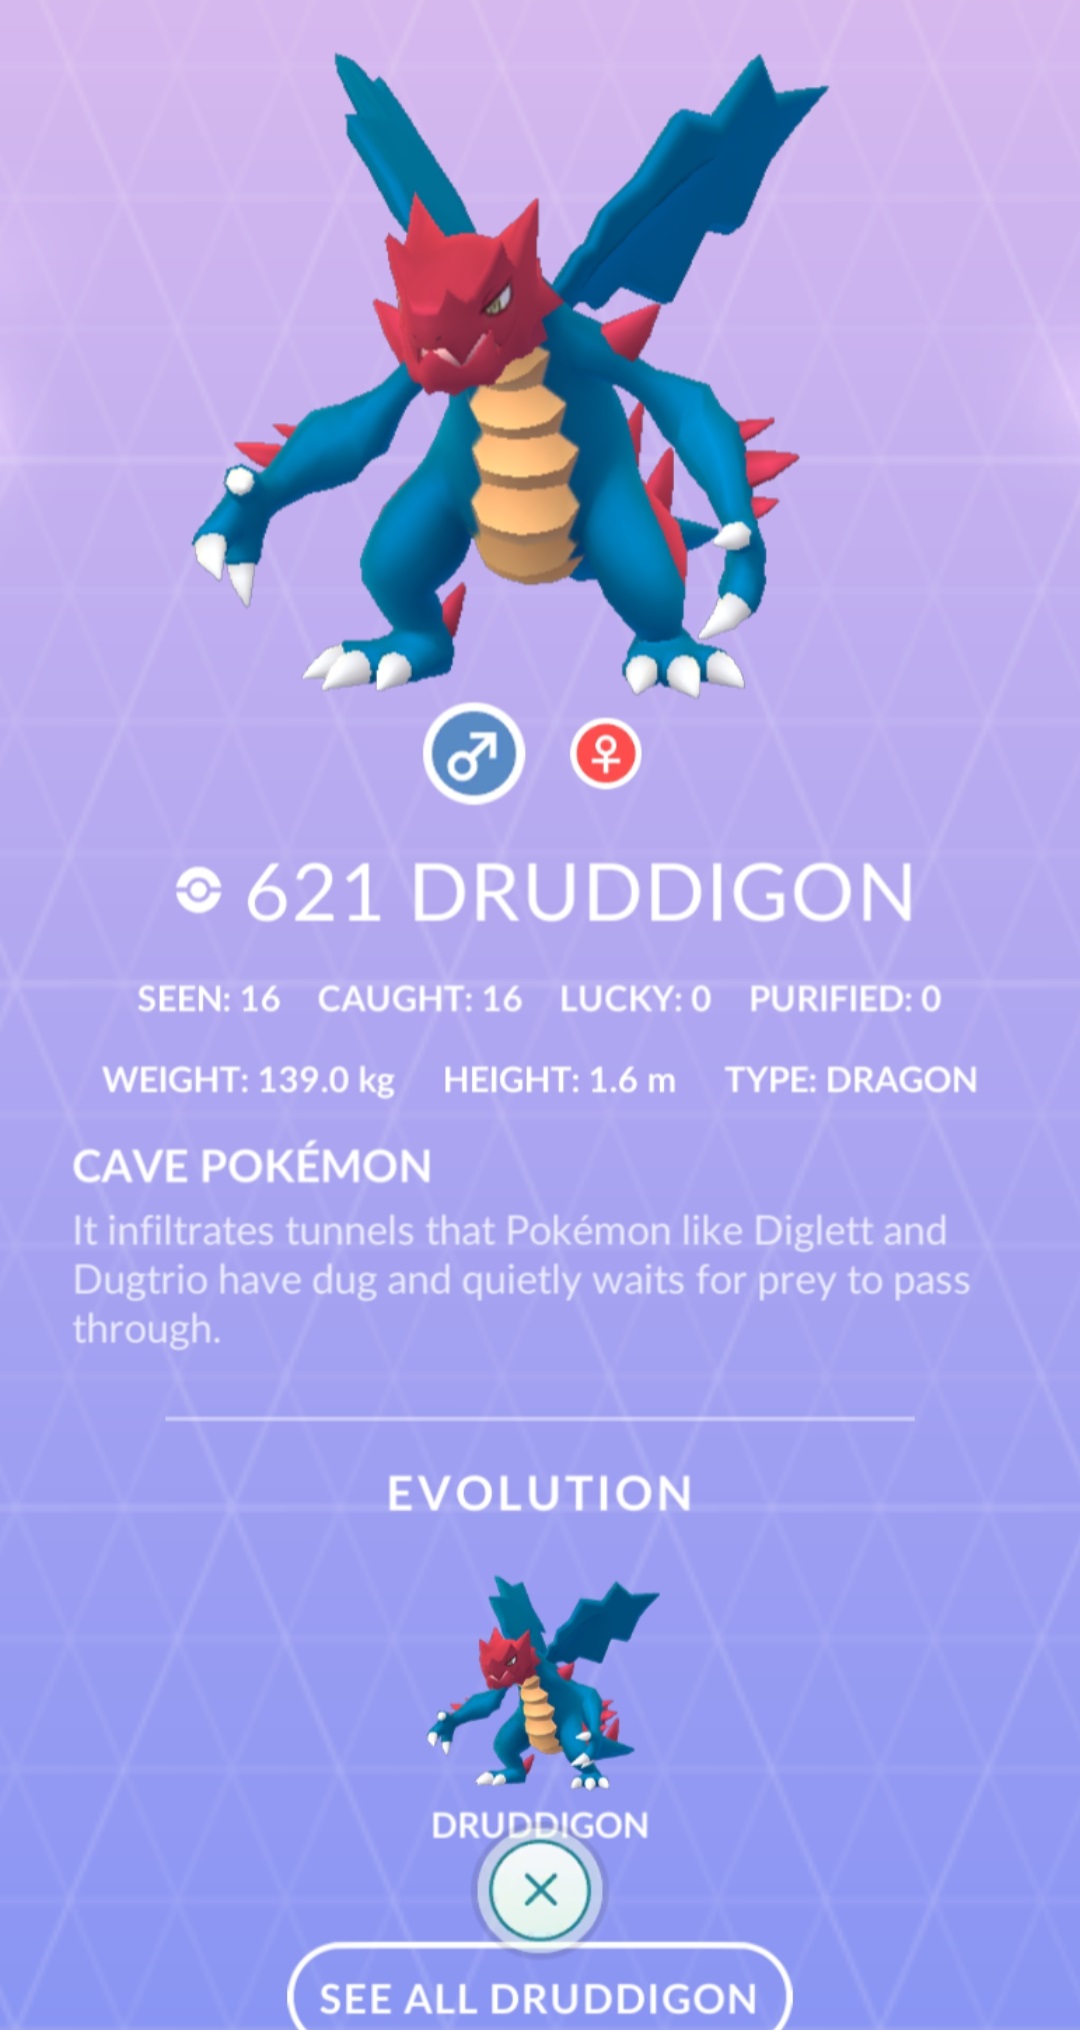 621 DRUDDIGON
SEEN: 16 CAUGHT: 16 LUCKY: 0 PURIFIED: 0
WEIGHT: 139.0 kg HEIGHT: 1.6 m TYPE: DRAGON
CAVE POKÉMON
It infiltrates tunnels that Pokémon like Diglett and
Dugtrio have dug and quietly waits for prey to pass
through.
EVOLUTION
DRUDDIGON
SEE ALL DRUDDIGON